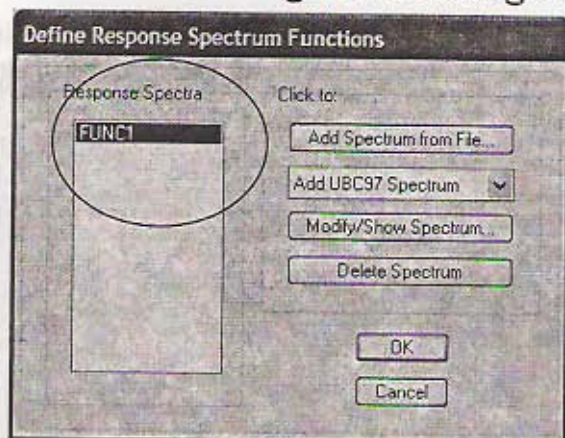 Define Response Spectrum Functions
Response Spectra
FUNC1
Click to:
Add Spectrum from File...
Add UBC97 Spectrum
Modify/Show Spectrum...
Delete Spectrum
OK
Cancel